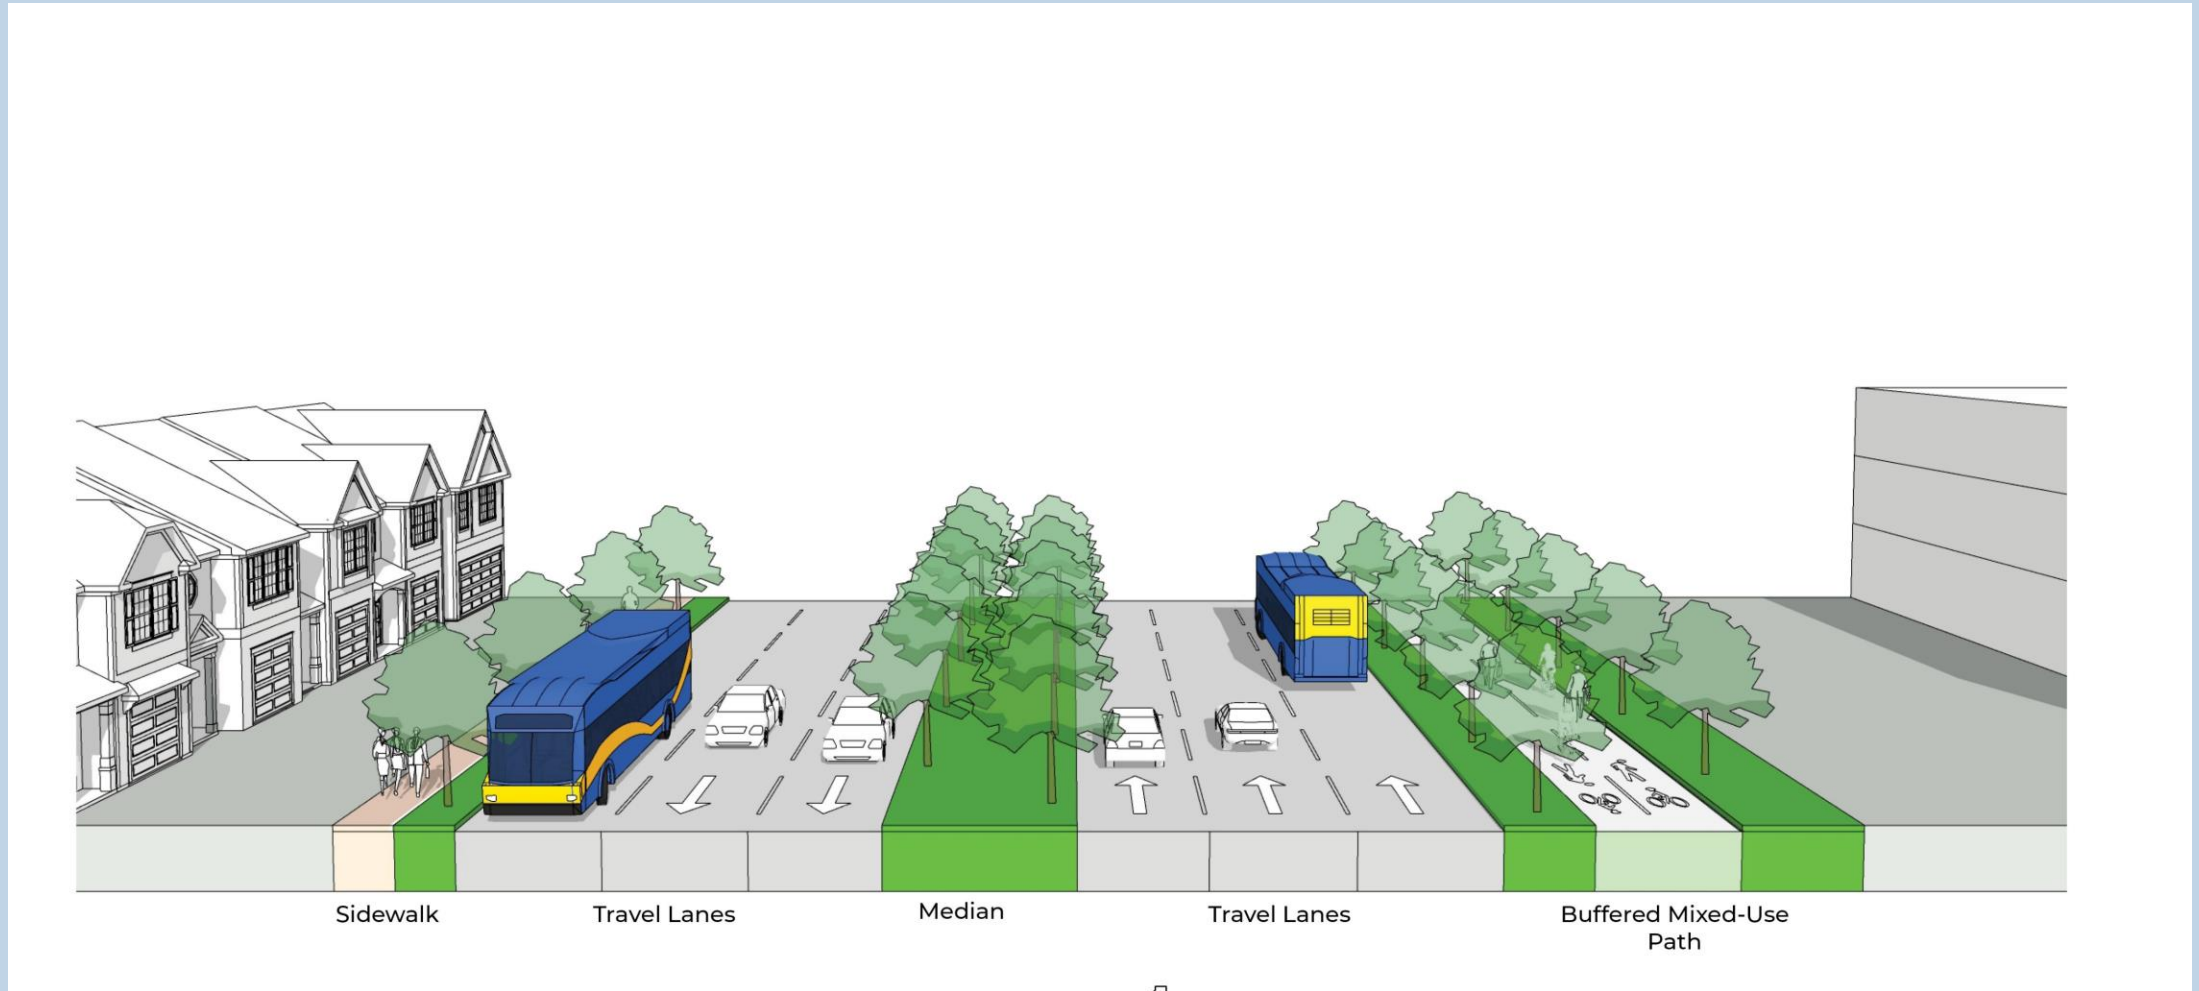 Sidewalk
Travel Lanes
Median
Travel Lanes
Buffered Mixed-Use
Path